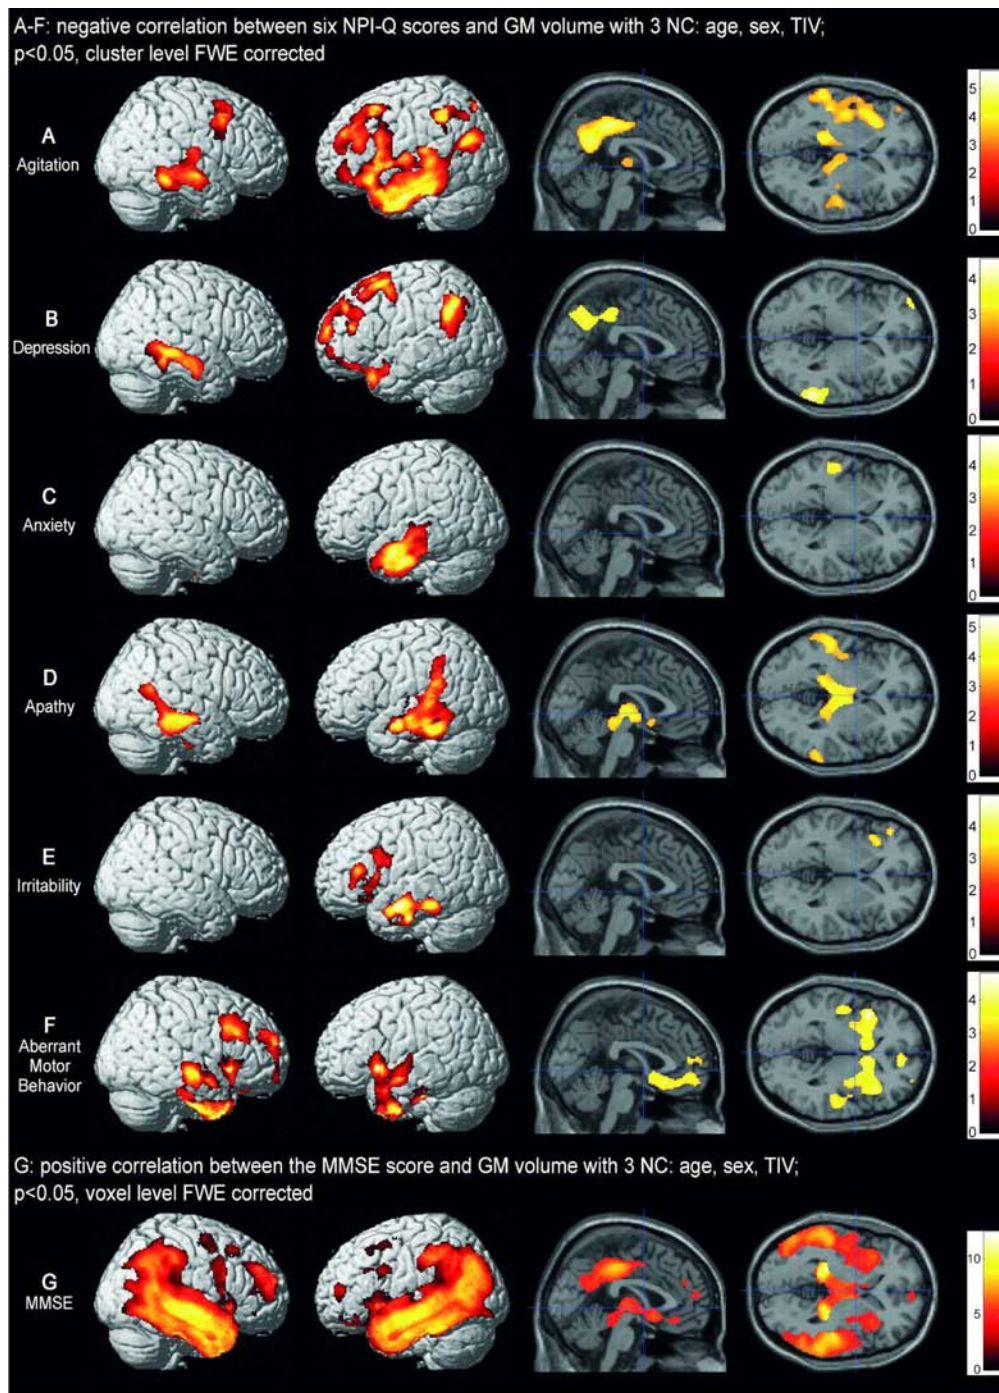 A-F: negative correlation between six NPI-Q scores and GM volume with 3 NC: age, sex, TIV;
p<0.05, cluster level FWE corrected
A
Agitation
5
4
3
2
1
0
B
Depression
4
3
2
1
0
C
Anxiety
4
3
2
1
0
D
Apathy
5
4
3
2
1
0
E
Irritability
4
3
2
1
0
F
Aberrant
Motor
Behavior
4
3
2
1
0
G: positive correlation between the MMSE score and GM volume with 3 NC: age, sex, TIV;
p<0.05, voxel level FWE corrected
G
MMSE
10
5
0